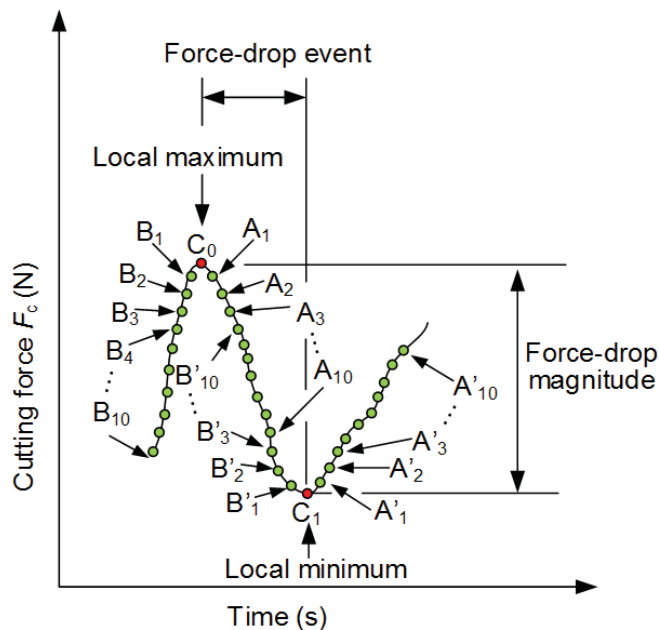 Force-drop event
Local maximum
B₁ C₀ A₁
B₂ A₂
B₃ A₃
B₄
B'₁₀ A₁₀
B₁₀
B'₃
B'₂
B'₁
C₁
A'₁₀
A'₃
A'₂
A'₁
Force-drop
magnitude
Local minimum
Cutting force F꜀ (N)
Time (s)